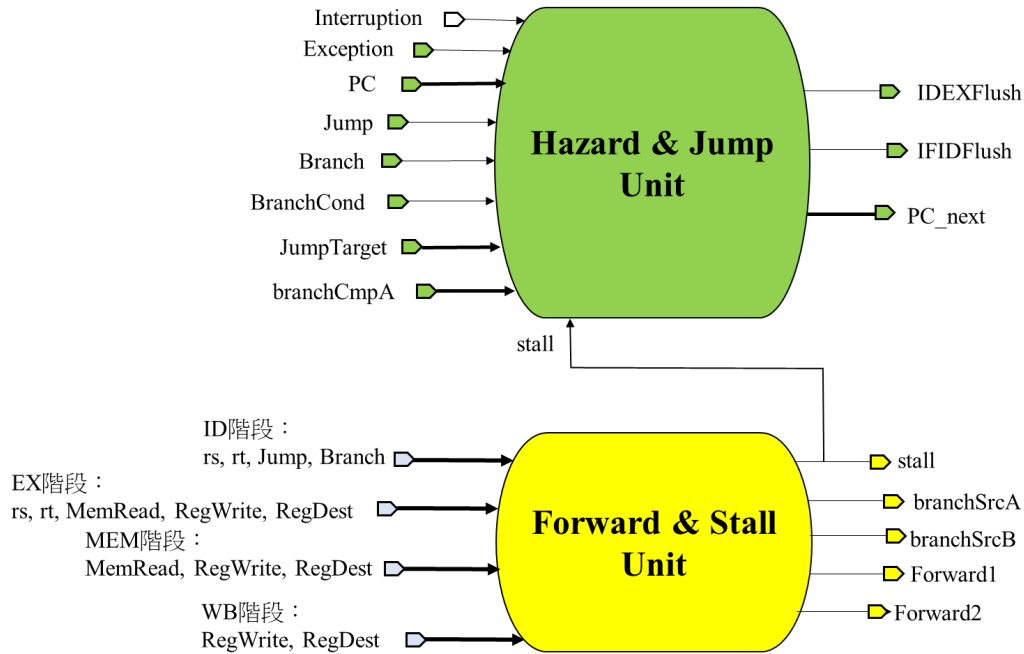 Interruption
Exception
PC
Jump
Branch
BranchCond
JumpTarget
branchCmpA
Hazard & Jump
Unit
IDEXFlush
IFIDFlush
PC_next
stall
ID階段：
rs, rt, Jump, Branch
EX階段：
rs, rt, MemRead, RegWrite, RegDest
MEM階段：
MemRead, RegWrite, RegDest
WB階段：
RegWrite, RegDest
Forward & Stall
Unit
stall
branchSrcA
branchSrcB
Forward1
Forward2